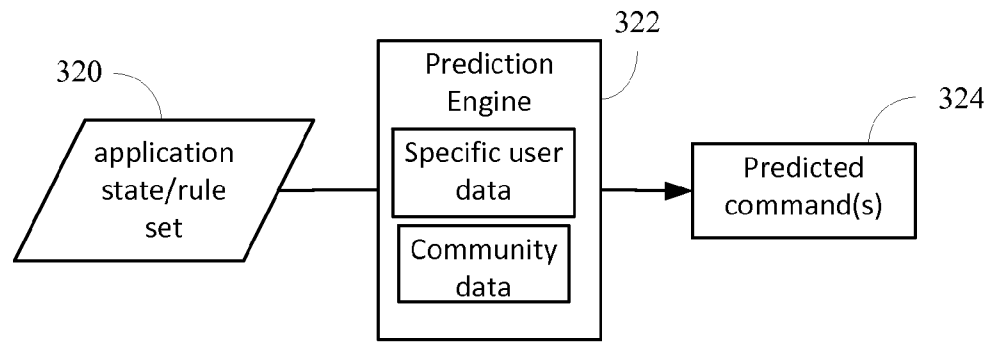 320
application
state/rule
set
322
Prediction
Engine
Specific user
data
Community
data
324
Predicted
command(s)